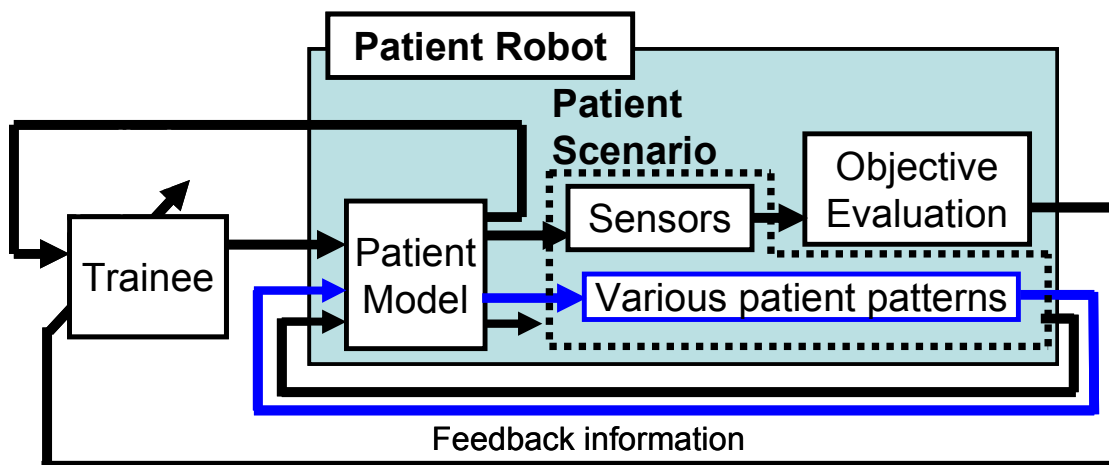 Patient Robot
Patient
Scenario
Objective
Evaluation
Sensors
Patient
Model
Trainee
Various patient patterns
Feedback information